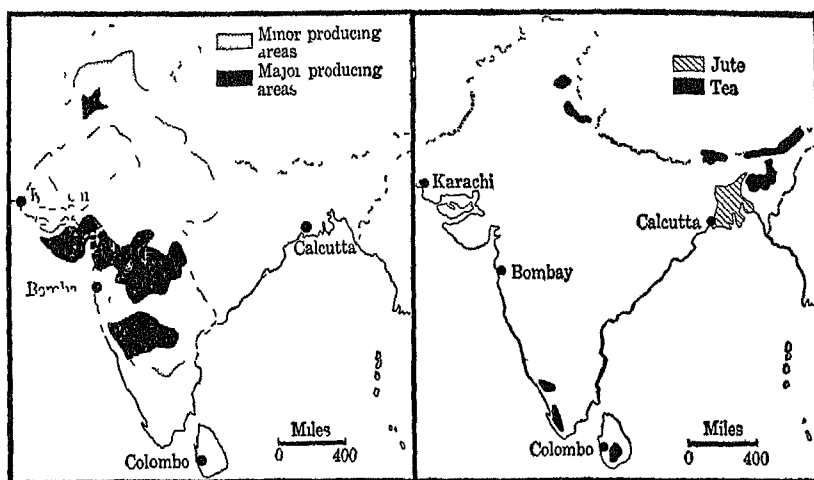 Minor producing
areas
Major producing
areas
Calcutta
Colombo
Miles
0 400
Jute
Tea
Karachi
Calcutta
Bombay
Colombo
Miles
0 400